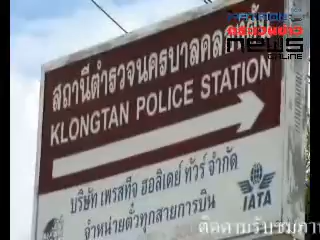 MONS
ONLINE
สถานีตำรวจนครบาลคลอง
KLONGTAN POLICE STATION
บริษัท เพรสทีจ ฮอลิเดย์ ทัวร์ จำกัด
จำหน่ายตั๋วทุกสายการบิน
IATA
ติดตามรับชมภา